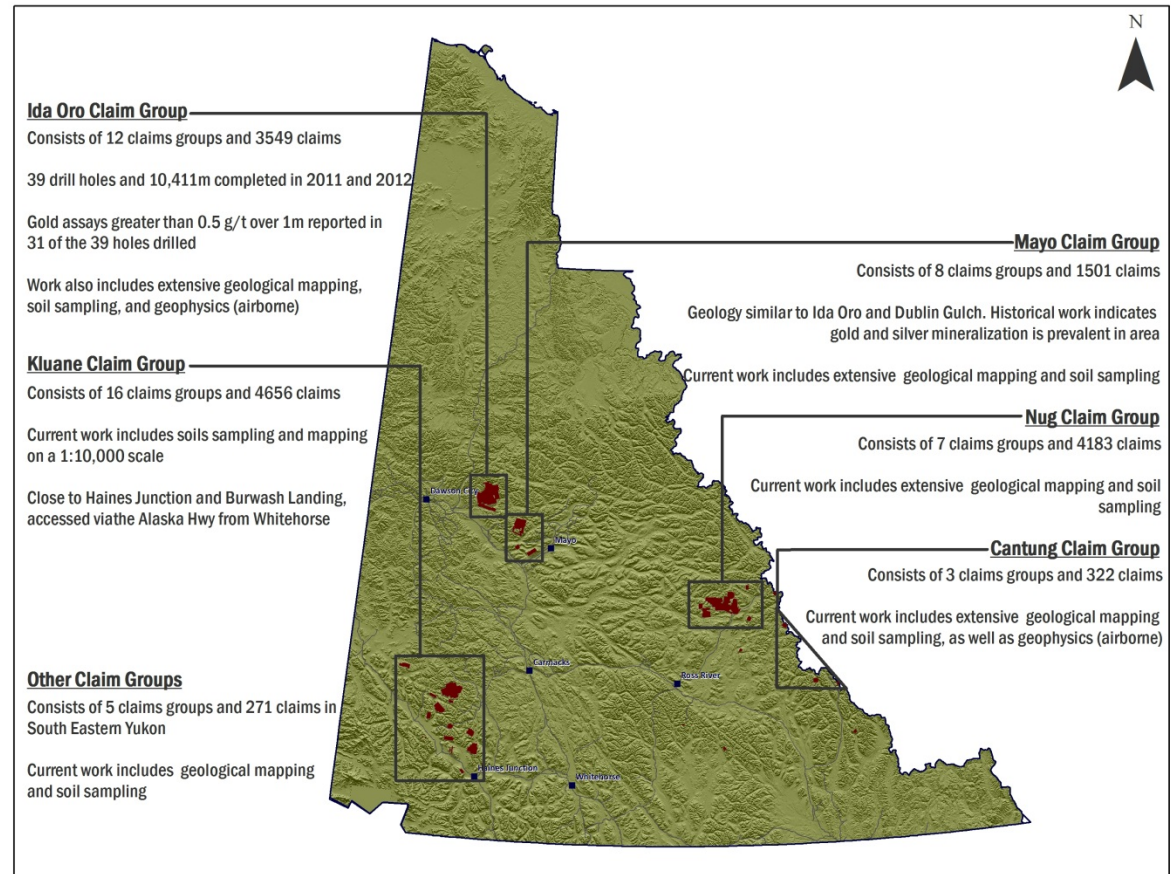 N
Ida Oro Claim Group
Consists of 12 claims groups and 3549 claims
39 drill holes and 10,411m completed in 2011 and 2012
Gold assays greater than 0.5 g/t over 1m reported in
31 of the 39 holes drilled
Work also includes extensive geological mapping,
soil sampling, and geophysics (airborne)
Kluane Claim Group
Consists of 16 claims groups and 4656 claims
Current work includes soils sampling and mapping
on a 1:10,000 scale
Close to Haines Junction and Burwash Landing,
accessed viathe Alaska Hwy from Whitehorse
Other Claim Groups
Consists of 5 claims groups and 271 claims in
South Eastern Yukon
Current work includes geological mapping
and soil sampling
Mayo Claim Group
Consists of 8 claims groups and 1501 claims
Geology similar to Ida Oro and Dublin Gulch. Historical work indicates
gold and silver mineralization is prevalent in area
Current work includes extensive geological mapping and soil sampling
Nug Claim Group
Consists of 7 claims groups and 4183 claims
Current work includes extensive geological mapping and soil
sampling
Cantung Claim Group
Consists of 3 claims groups and 322 claims
Current work includes extensive geological mapping
and soil sampling, as well as geophysics (airborne)
Dawson City
Mayo
Carmacks
Ross River
Haines Junction
Whitehorse